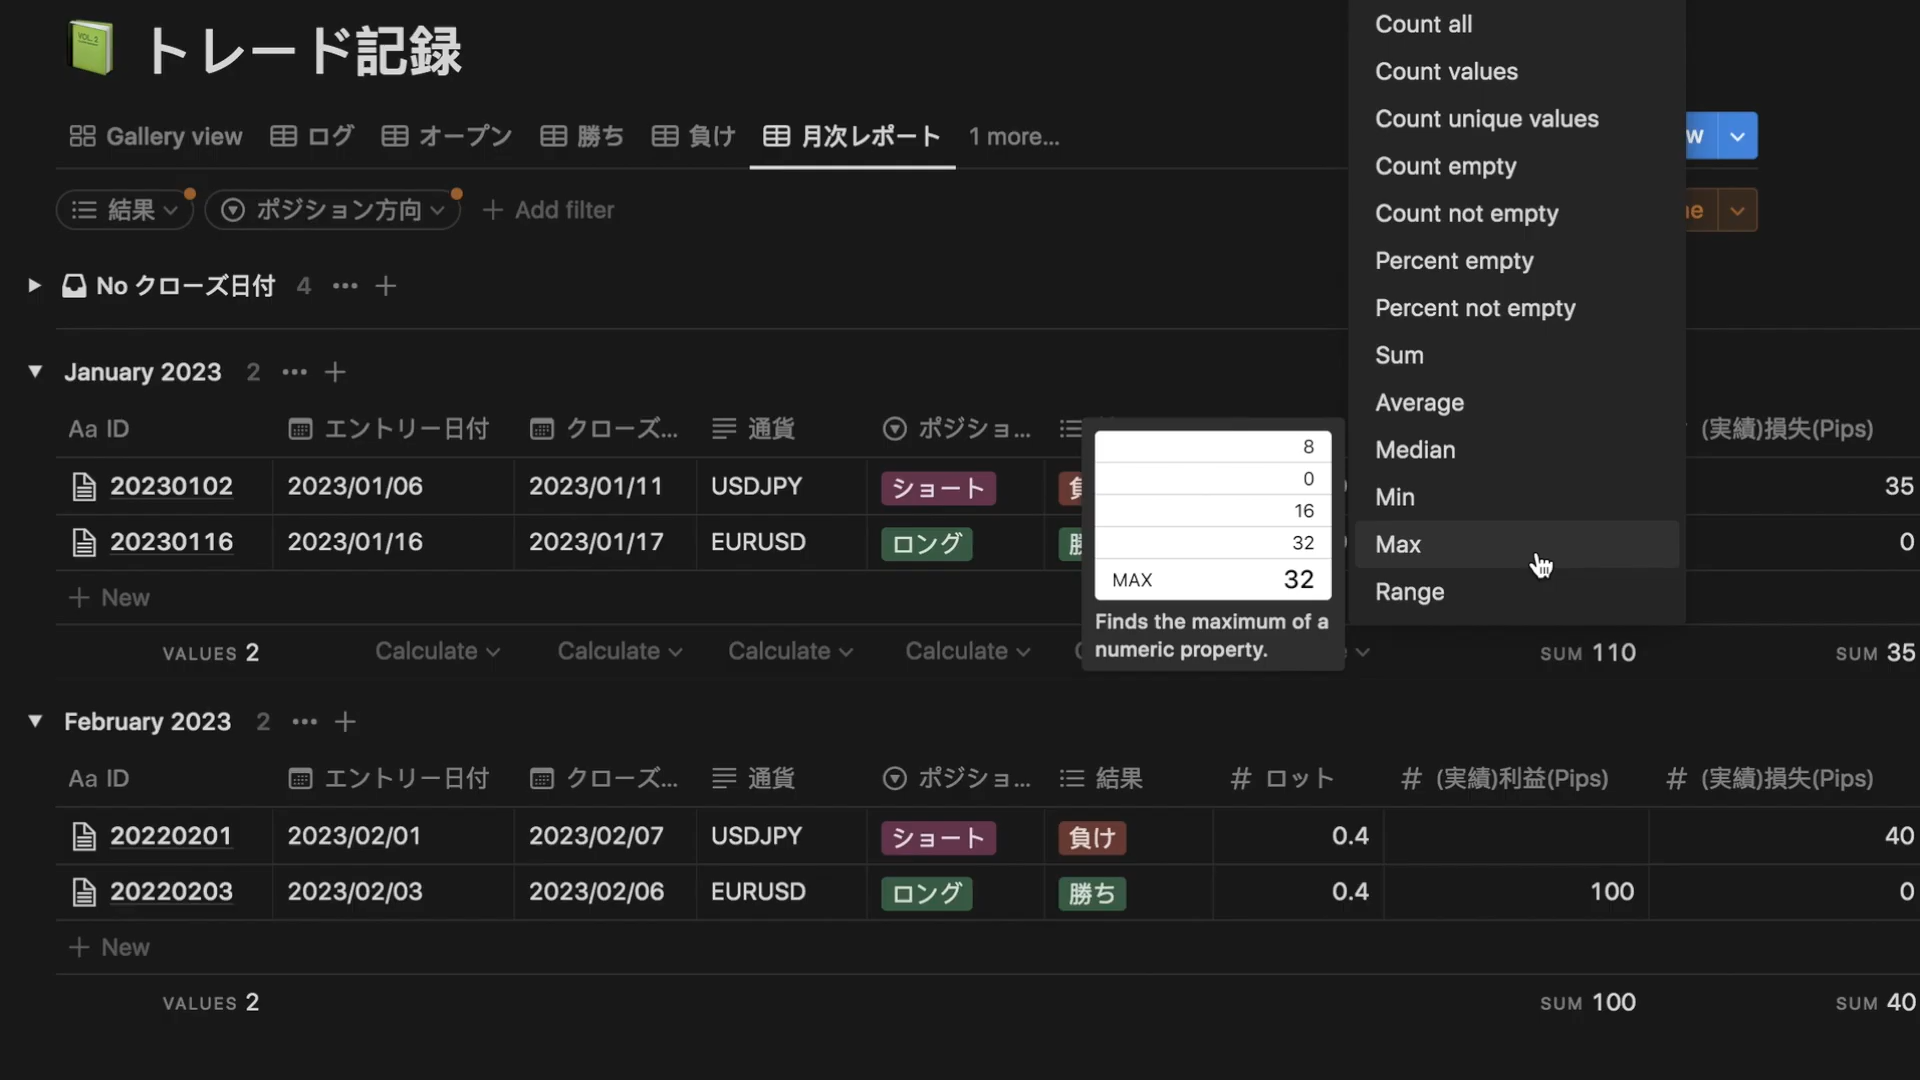 トレード記録
Gallery view ログ オープン 勝ち 負け 月次レポート 1 more...
結果 ポジション方向 Add filter
No クローズ日付 4
January 2023 2
Aa ID エントリー日付 クローズ... 通貨 ポジショ... (実績)損失(Pips)
20230102 2023/01/06 2023/01/11 USDJPY ショート 35
20230116 2023/01/16 2023/01/17 EURUSD ロング 0
New
VALUES 2 Calculate Calculate Calculate Calculate SUM 110 SUM 35
8
0
16
32
MAX 32
Finds the maximum of a
numeric property.
Count all
Count values
Count unique values
Count empty
Count not empty
Percent empty
Percent not empty
Sum
Average
Median
Min
Max
Range
February 2023 2
Aa ID エントリー日付 クローズ... 通貨 ポジショ... 結果 # ロット # (実績)利益(Pips) # (実績)損失(Pips)
20220201 2023/02/01 2023/02/07 USDJPY ショート 負け 0.4 40
20220203 2023/02/03 2023/02/06 EURUSD ロング 勝ち 0.4 100 0
New
VALUES 2 SUM 100 SUM 40